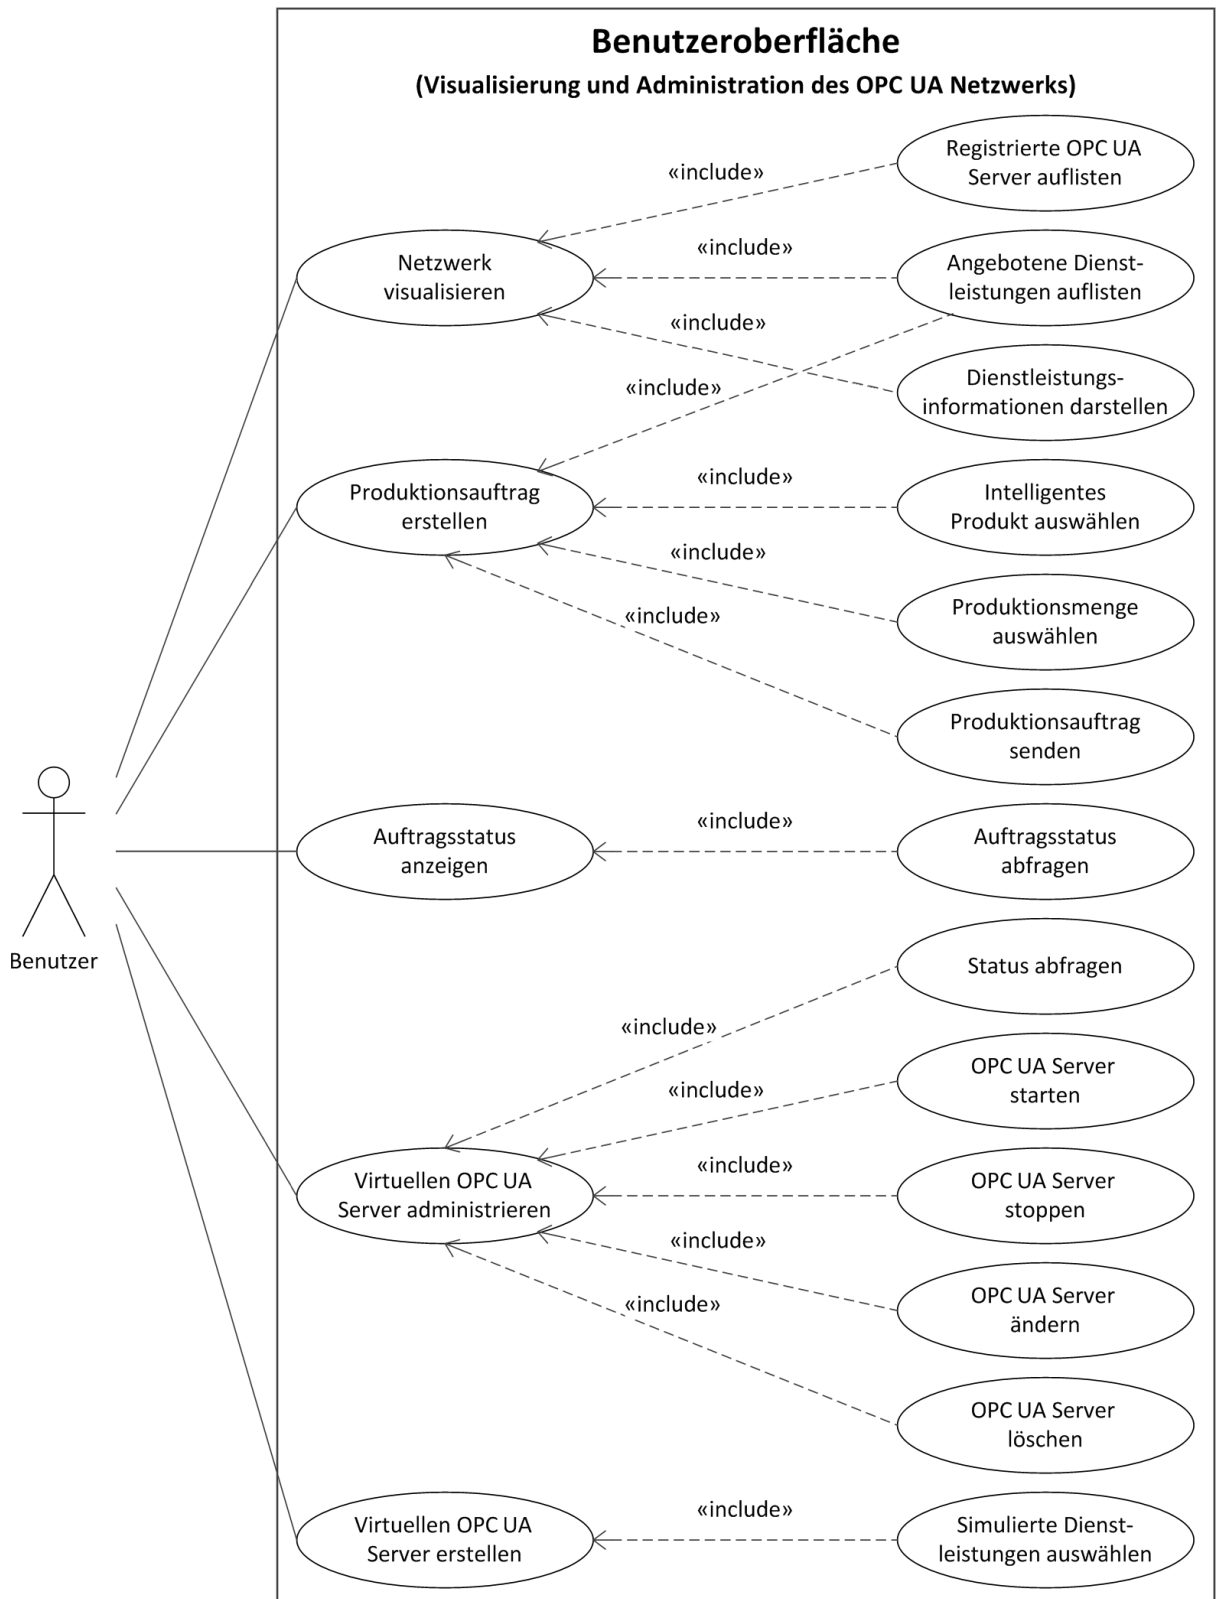 Benutzeroberfläche
(Visualisierung und Administration des OPC UA Netzwerks)
Registrierte OPC UA
Server auflisten
«include»
Netzwerk
visualisieren
«include»
Angebotene Dienst-
leistungen auflisten
«include»
Dienstleistungs-
informationen darstellen
«include»
Produktionsauftrag
erstellen
«include»
Intelligentes
Produkt auswählen
«include»
Produktionsmenge
auswählen
«include»
Produktionsauftrag
senden
Auftragsstatus
anzeigen
«include»
Auftragsstatus
abfragen
Benutzer
Status abfragen
«include»
OPC UA Server
starten
«include»
Virtuellen OPC UA
Server administrieren
«include»
OPC UA Server
stoppen
«include»
OPC UA Server
ändern
«include»
OPC UA Server
löschen
Virtuellen OPC UA
Server erstellen
«include»
Simulierte Dienst-
leistungen auswählen